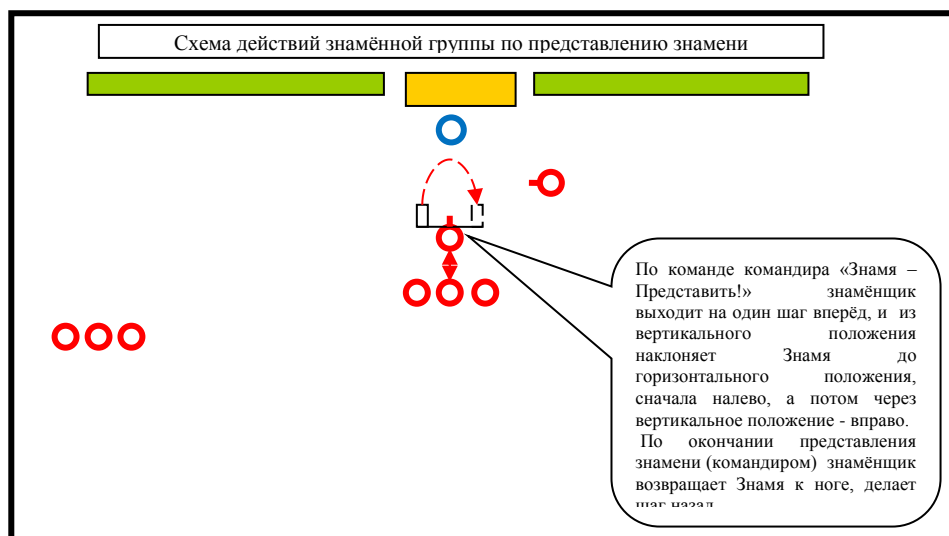 Схема действий знамённой группы по представлению знамени
По команде командира «Знамя –
Представить!» знамёнщик
выходит на один шаг вперёд, и из
вертикального положения
наклоняет Знамя до
горизонтального положения,
сначала налево, а потом через
вертикальное положение - вправо.
По окончании представления
знамени (командиром) знамёнщик
возвращает Знамя к ноге, делает
шаг назад